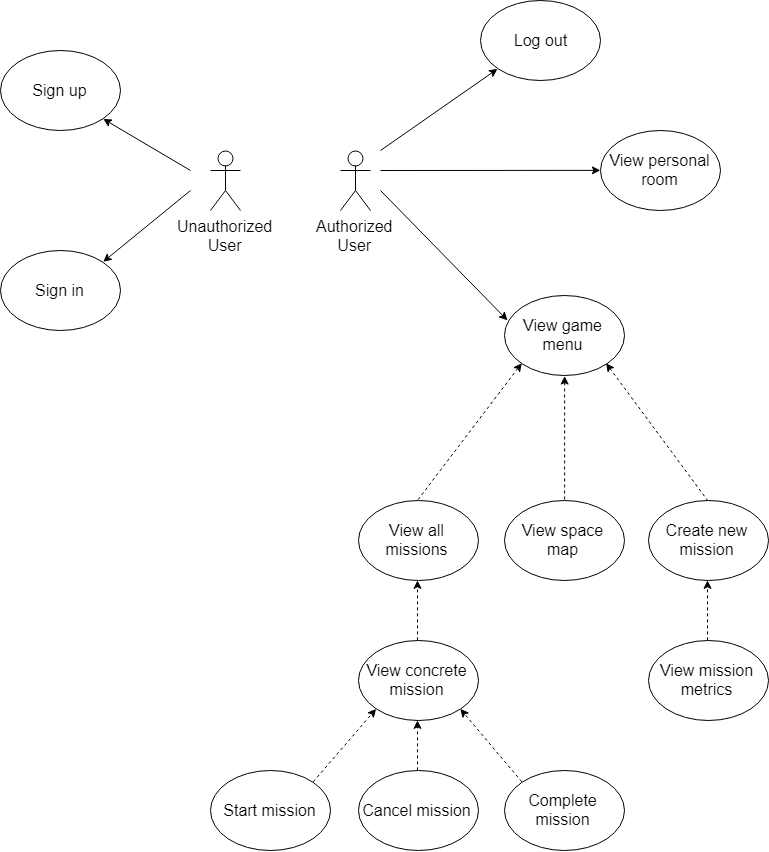 Log out
Sign up
View personal
room
Unauthorized
User
Authorized
User
Sign in
View game
menu
View all
missions
View space
map
Create new
mission
View concrete
mission
View mission
metrics
Start mission
Cancel mission
Complete
mission